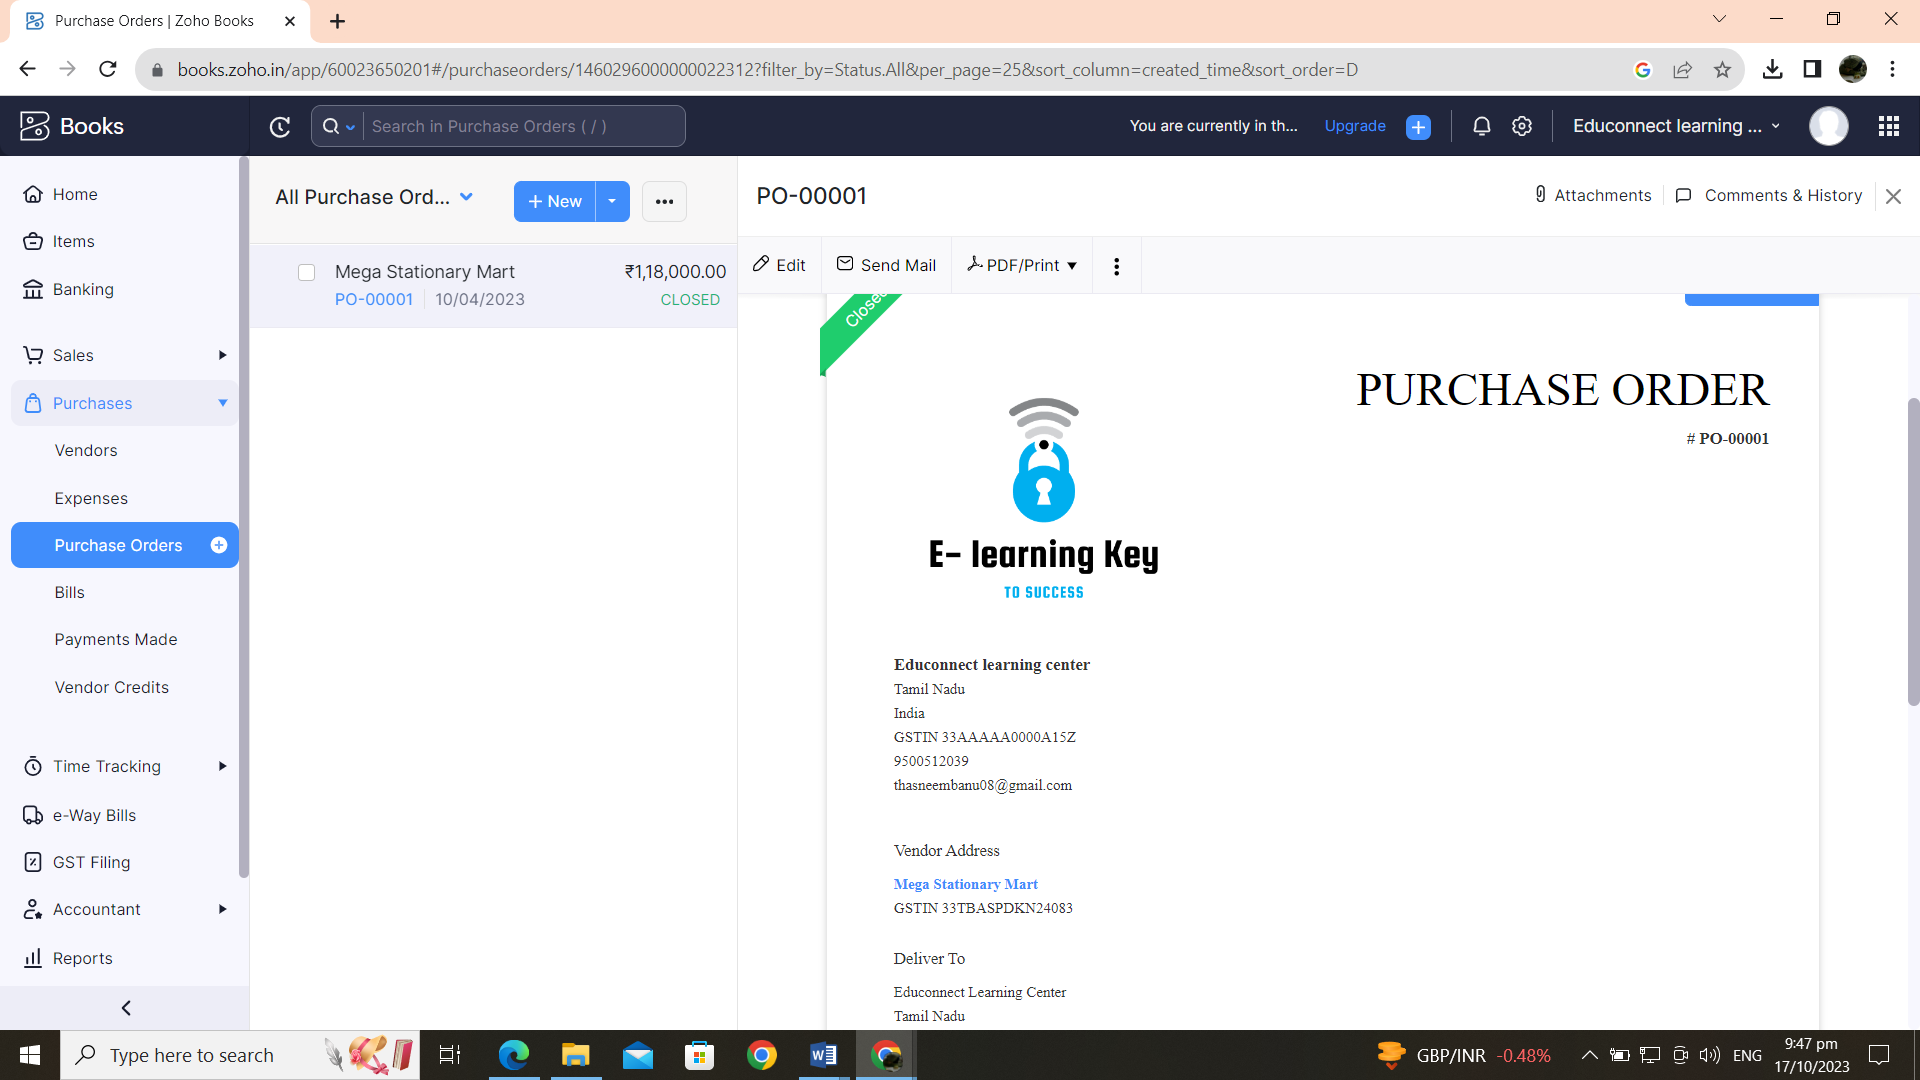 Purchase Orders | Zoho Books
books.zoho.in/app/60023650201#/purchaseorders/1460296000000022312?filter_by=Status.All&per_page=25&sort_column=created_time&sort_order=D
Books
Search in Purchase Orders ( / )
You are currently in th...
Upgrade
Educonnect learning ...
Home
Items
Banking
Sales
Purchases
Vendors
Expenses
Purchase Orders
Bills
Payments Made
Vendor Credits
Time Tracking
e-Way Bills
GST Filing
Accountant
Reports
All Purchase Ord...
+ New
Mega Stationary Mart ₹1,18,000.00
PO-00001 10/04/2023 CLOSED
PO-00001
Attachments
Comments & History
Edit
Send Mail
PDF/Print
Closed
PURCHASE ORDER
# PO-00001
E- learning Key
TO SUCCESS
Educonnect learning center
Tamil Nadu
India
GSTIN 33AAAAA0000A15Z
9500512039
thasneembanu08@gmail.com
Vendor Address
Mega Stationary Mart
GSTIN 33TBASPDKN24083
Deliver To
Educonnect Learning Center
Tamil Nadu
Type here to search
GBP/INR -0.48%
ENG
9:47 pm
17/10/2023